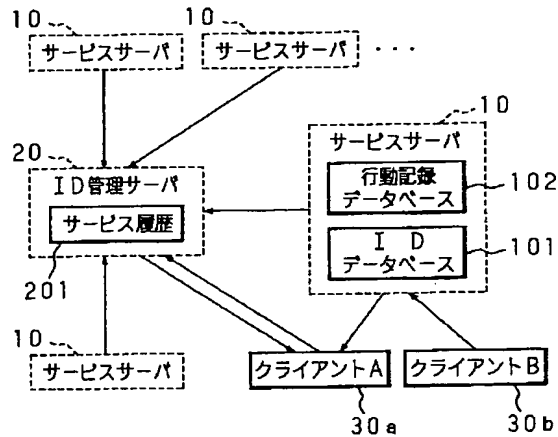 10
サービスサーバ
10
サービスサーバ
・・・
10
サービスサーバ
行動記録
データベース
102
I D
データベース
101
20
ID管理サーバ
サービス履歴
201
10
サービスサーバ
クライアントA
30a
クライアントB
30b